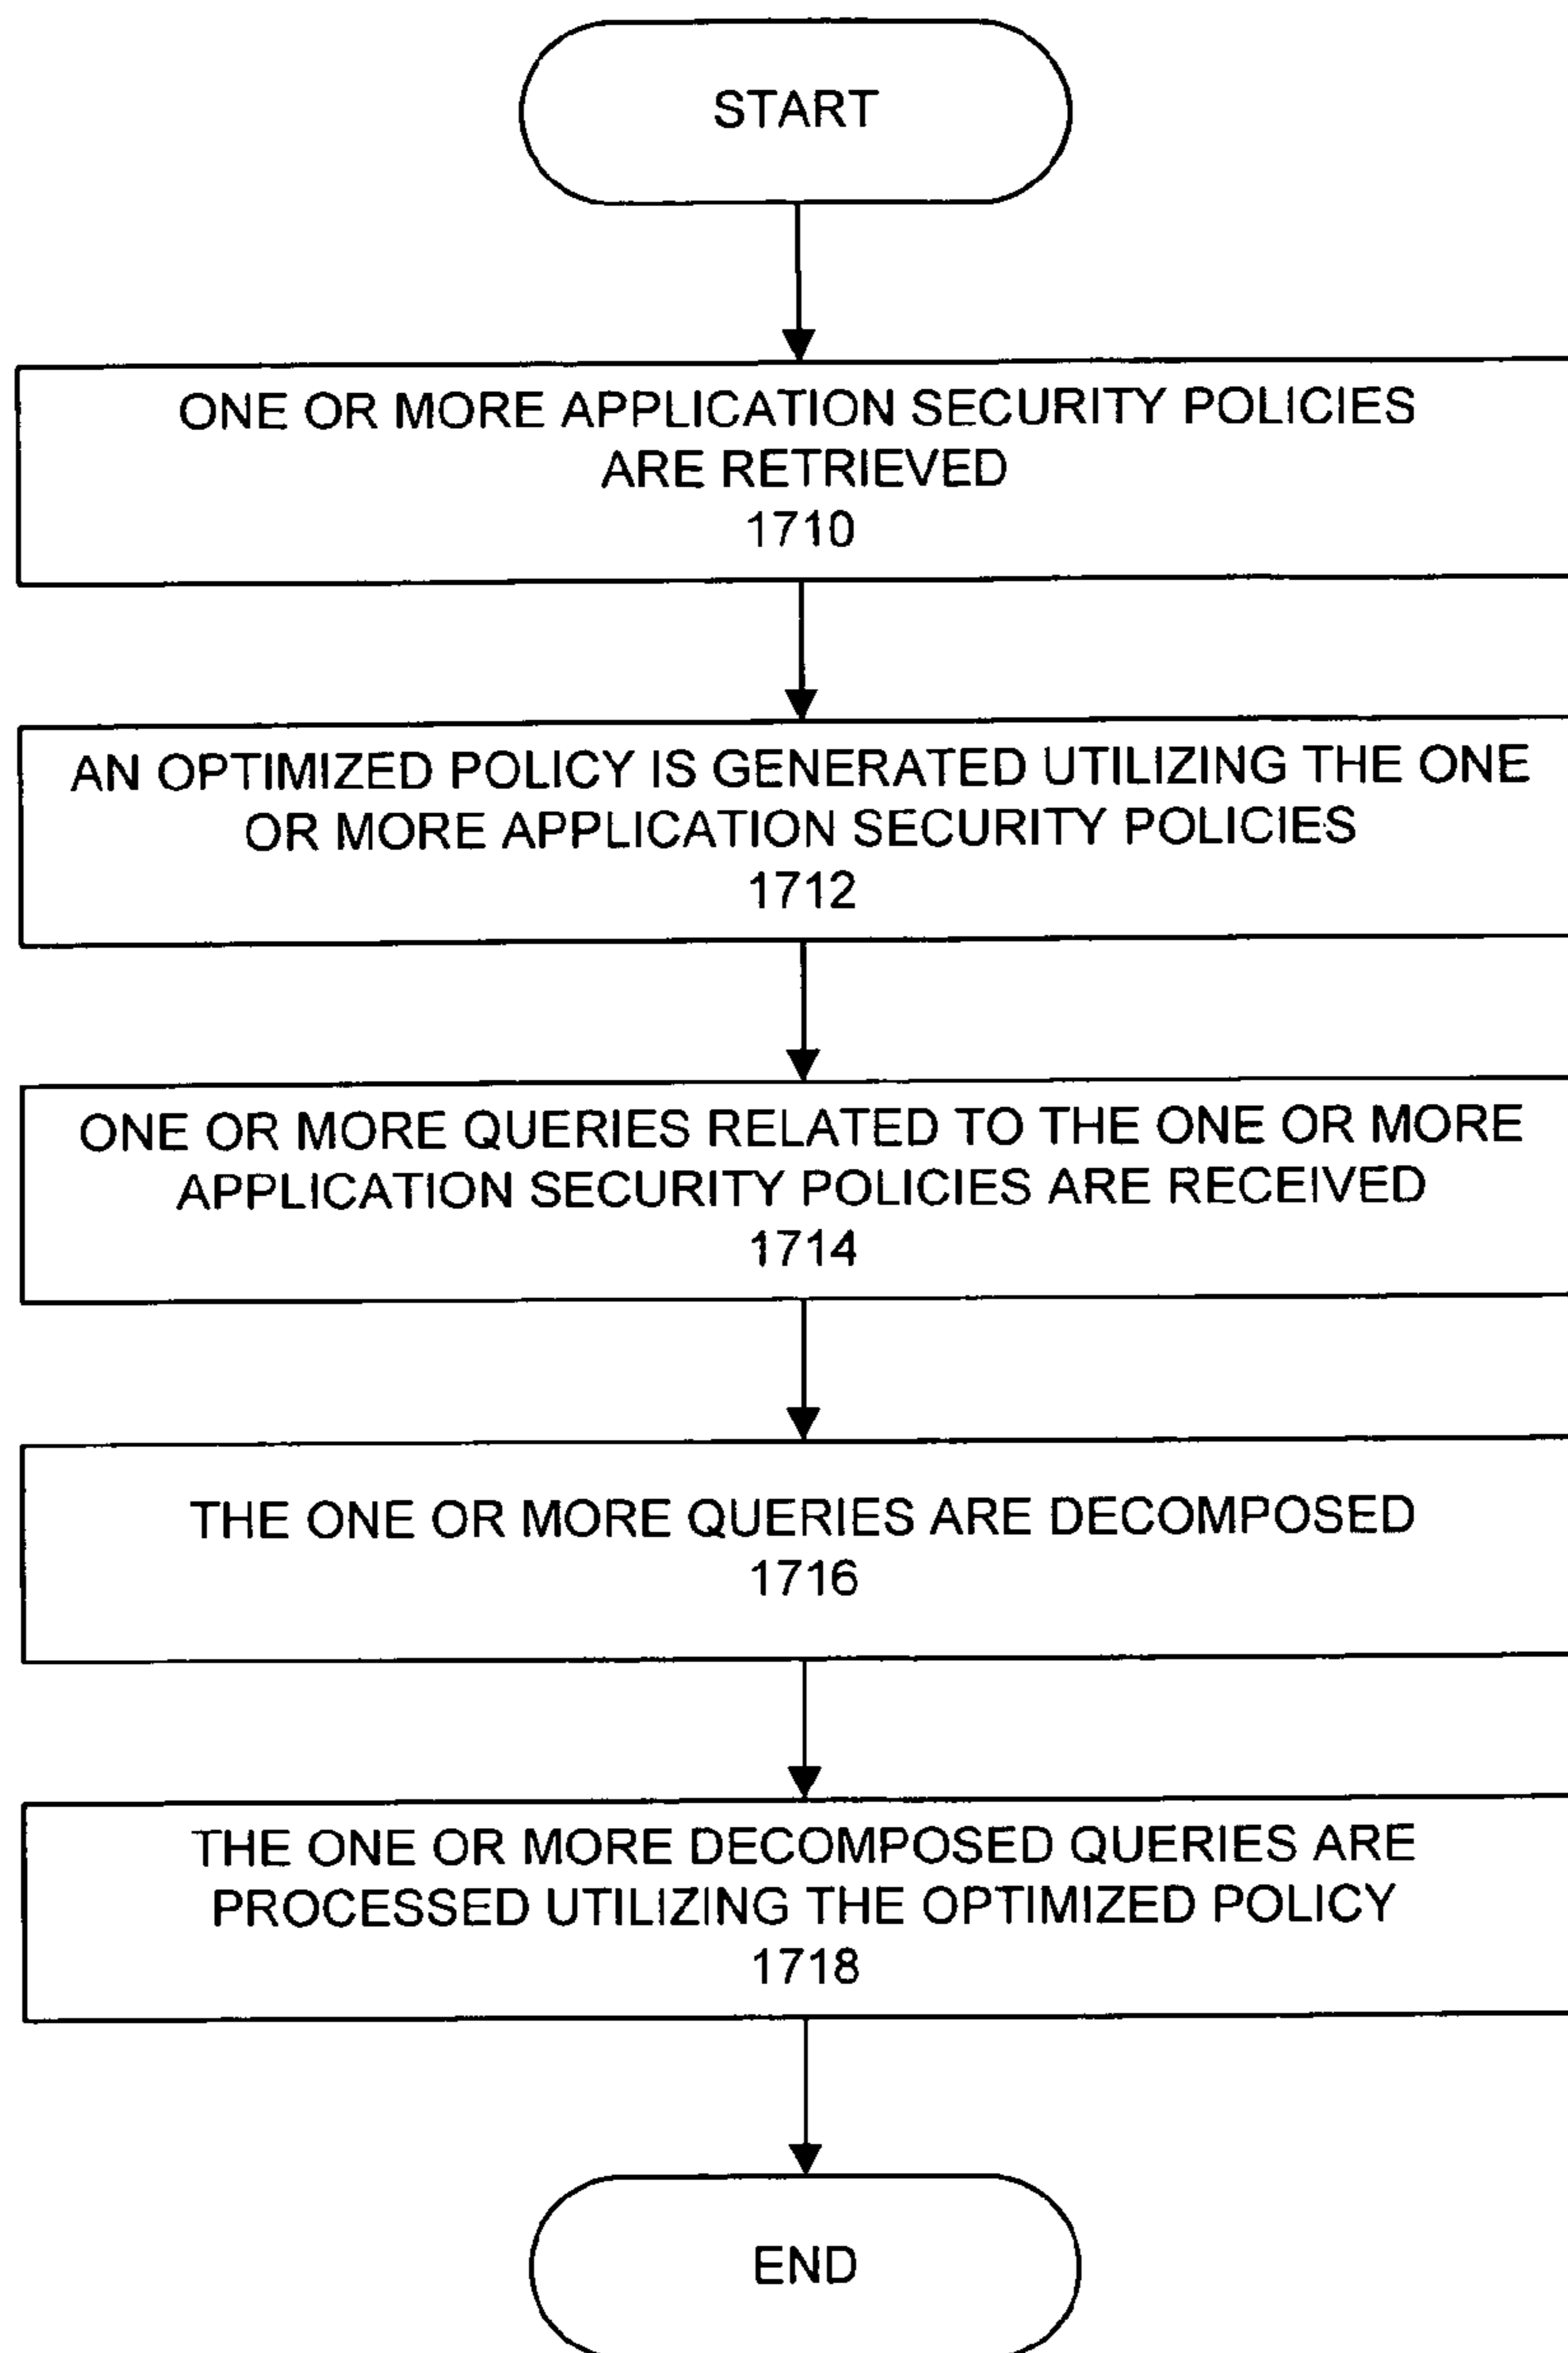 START
ONE OR MORE APPLICATION SECURITY POLICIES
ARE RETRIEVED
1710
AN OPTIMIZED POLICY IS GENERATED UTILIZING THE ONE
OR MORE APPLICATION SECURITY POLICIES
1712
ONE OR MORE QUERIES RELATED TO THE ONE OR MORE
APPLICATION SECURITY POLICIES ARE RECEIVED
1714
THE ONE OR MORE QUERIES ARE DECOMPOSED
1716
THE ONE OR MORE DECOMPOSED QUERIES ARE
PROCESSED UTILIZING THE OPTIMIZED POLICY
1718
END